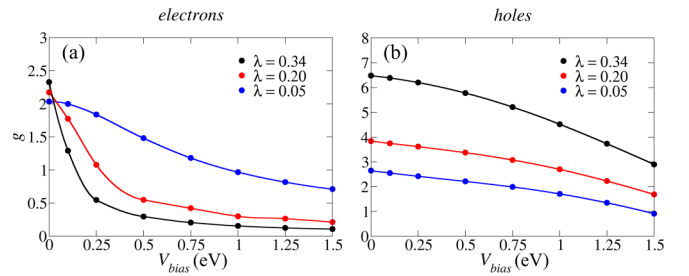 electrons
holes
3
2.5
2
1.5
1
0.5
0
g
(a)
λ = 0.34
λ = 0.20
λ = 0.05
0 0.25 0.5 0.75 1 1.25 1.5
V_bias (eV)
8
7
6
5
4
3
2
1
0
(b)
λ = 0.34
λ = 0.20
λ = 0.05
0 0.25 0.5 0.75 1 1.25 1.5
V_bias (eV)